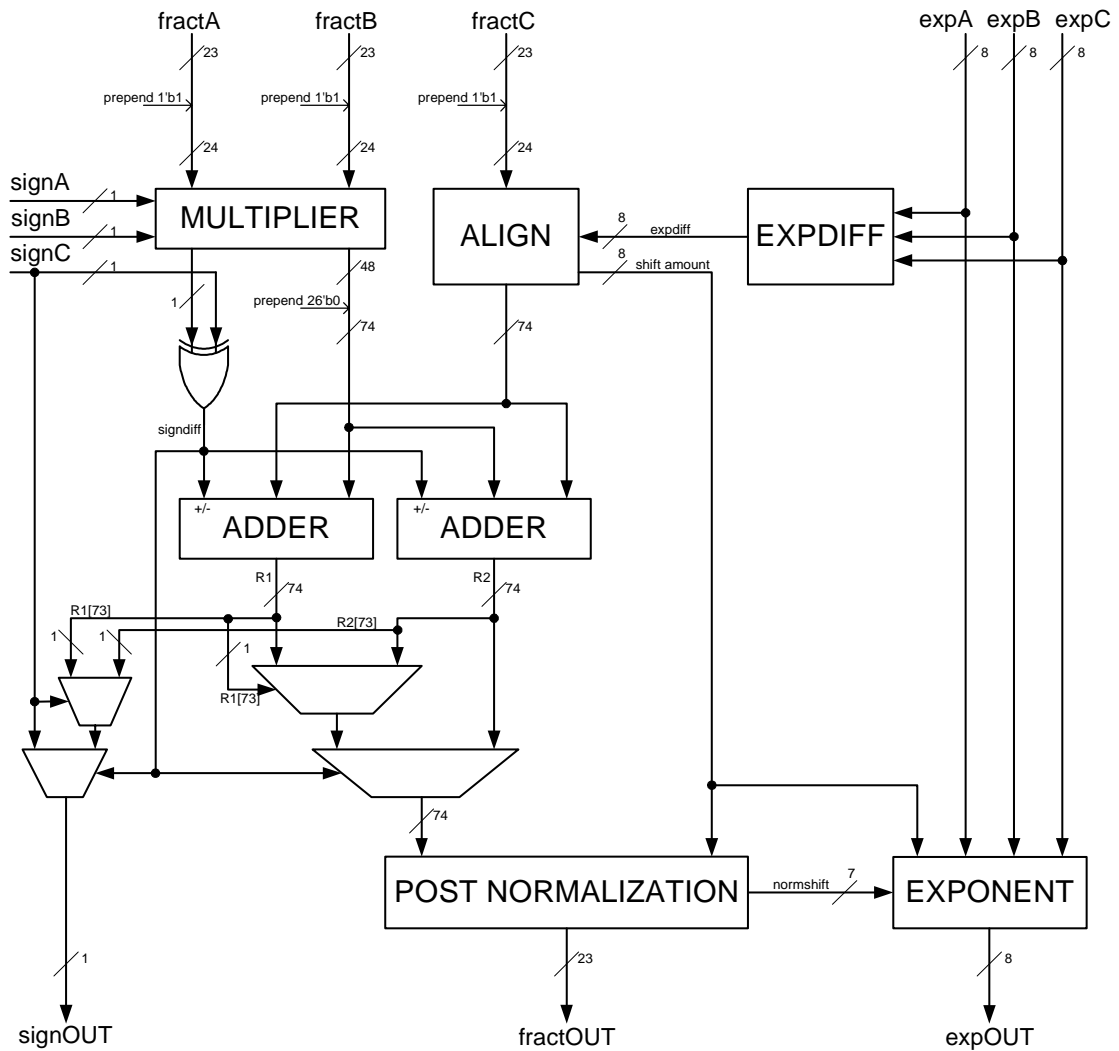 fractA fractB fractC expA expB expC
23 23 23 8 8 8
prepend 1'b1 prepend 1'b1 prepend 1'b1
24 24 24
signA 1
MULTIPLIER ALIGN EXPDIFF
signB 1
8 expdiff
signC 1
48 8 shift amount
1 prepend 26'b0
74 74
signdiff
+/- +/-
ADDER ADDER
R1 74 R2 74
R1[73] R2[73]
1 1 1
R1[73]
74
POST NORMALIZATION normshift 7 EXPONENT
1 23 8
signOUT fractOUT expOUT